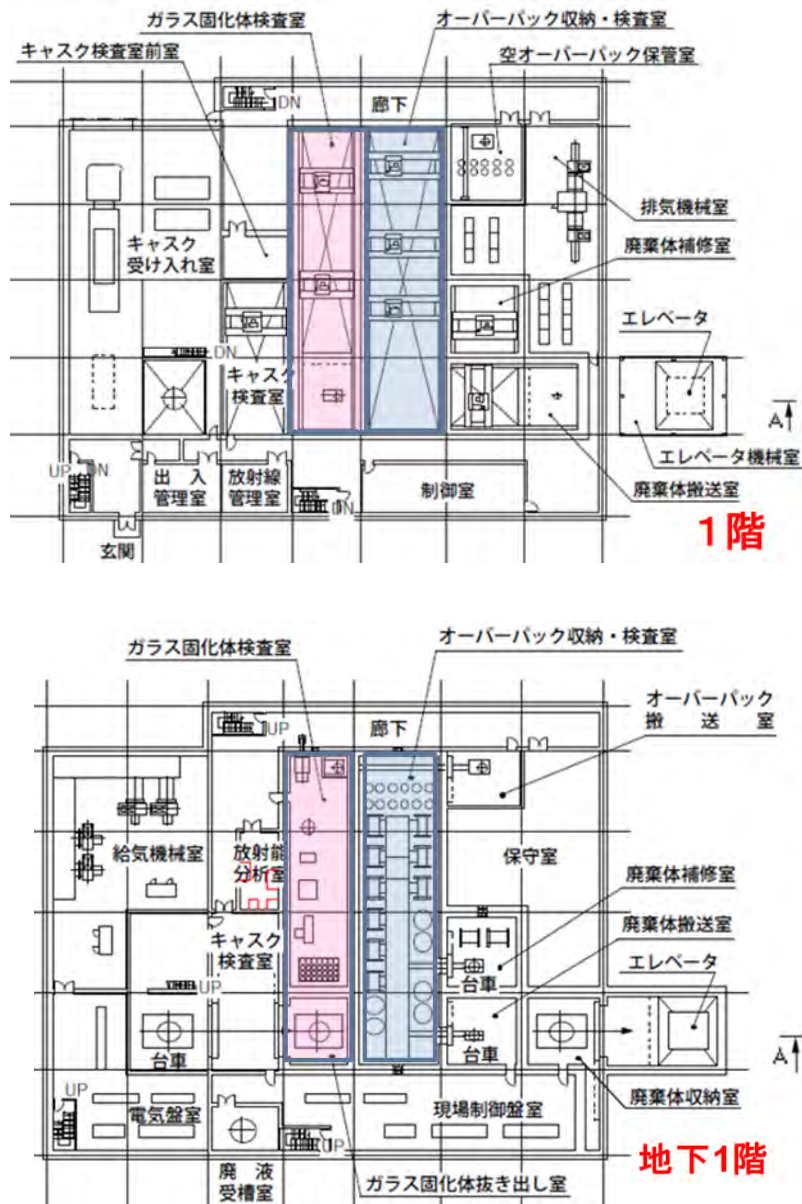 ガラス固化体検査室
オーバーパック収納・検査室
キャスク検査室前室
空オーバーパック保管室
DN
廊下
排気機械室
キャスク
受け入れ室
廃棄体補修室
エレベータ
DN
キャスク
検査室
A
エレベータ機械室
UP
DN
出入
管理室
放射線
管理室
制御室
廃棄体搬送室
DN
玄関
1階
ガラス固化体検査室
オーバーパック収納・検査室
オーバーパック
搬送室
UP
廊下
給気機械室
放射能
分析室
保守室
廃棄体補修室
キャスク
検査室
廃棄体搬送室
台車
エレベータ
UP
台車
台車
A
UP
電気盤室
現場制御盤室
廃棄体収納室
UP
廃液
受槽室
ガラス固化体抜き出し室
地下1階